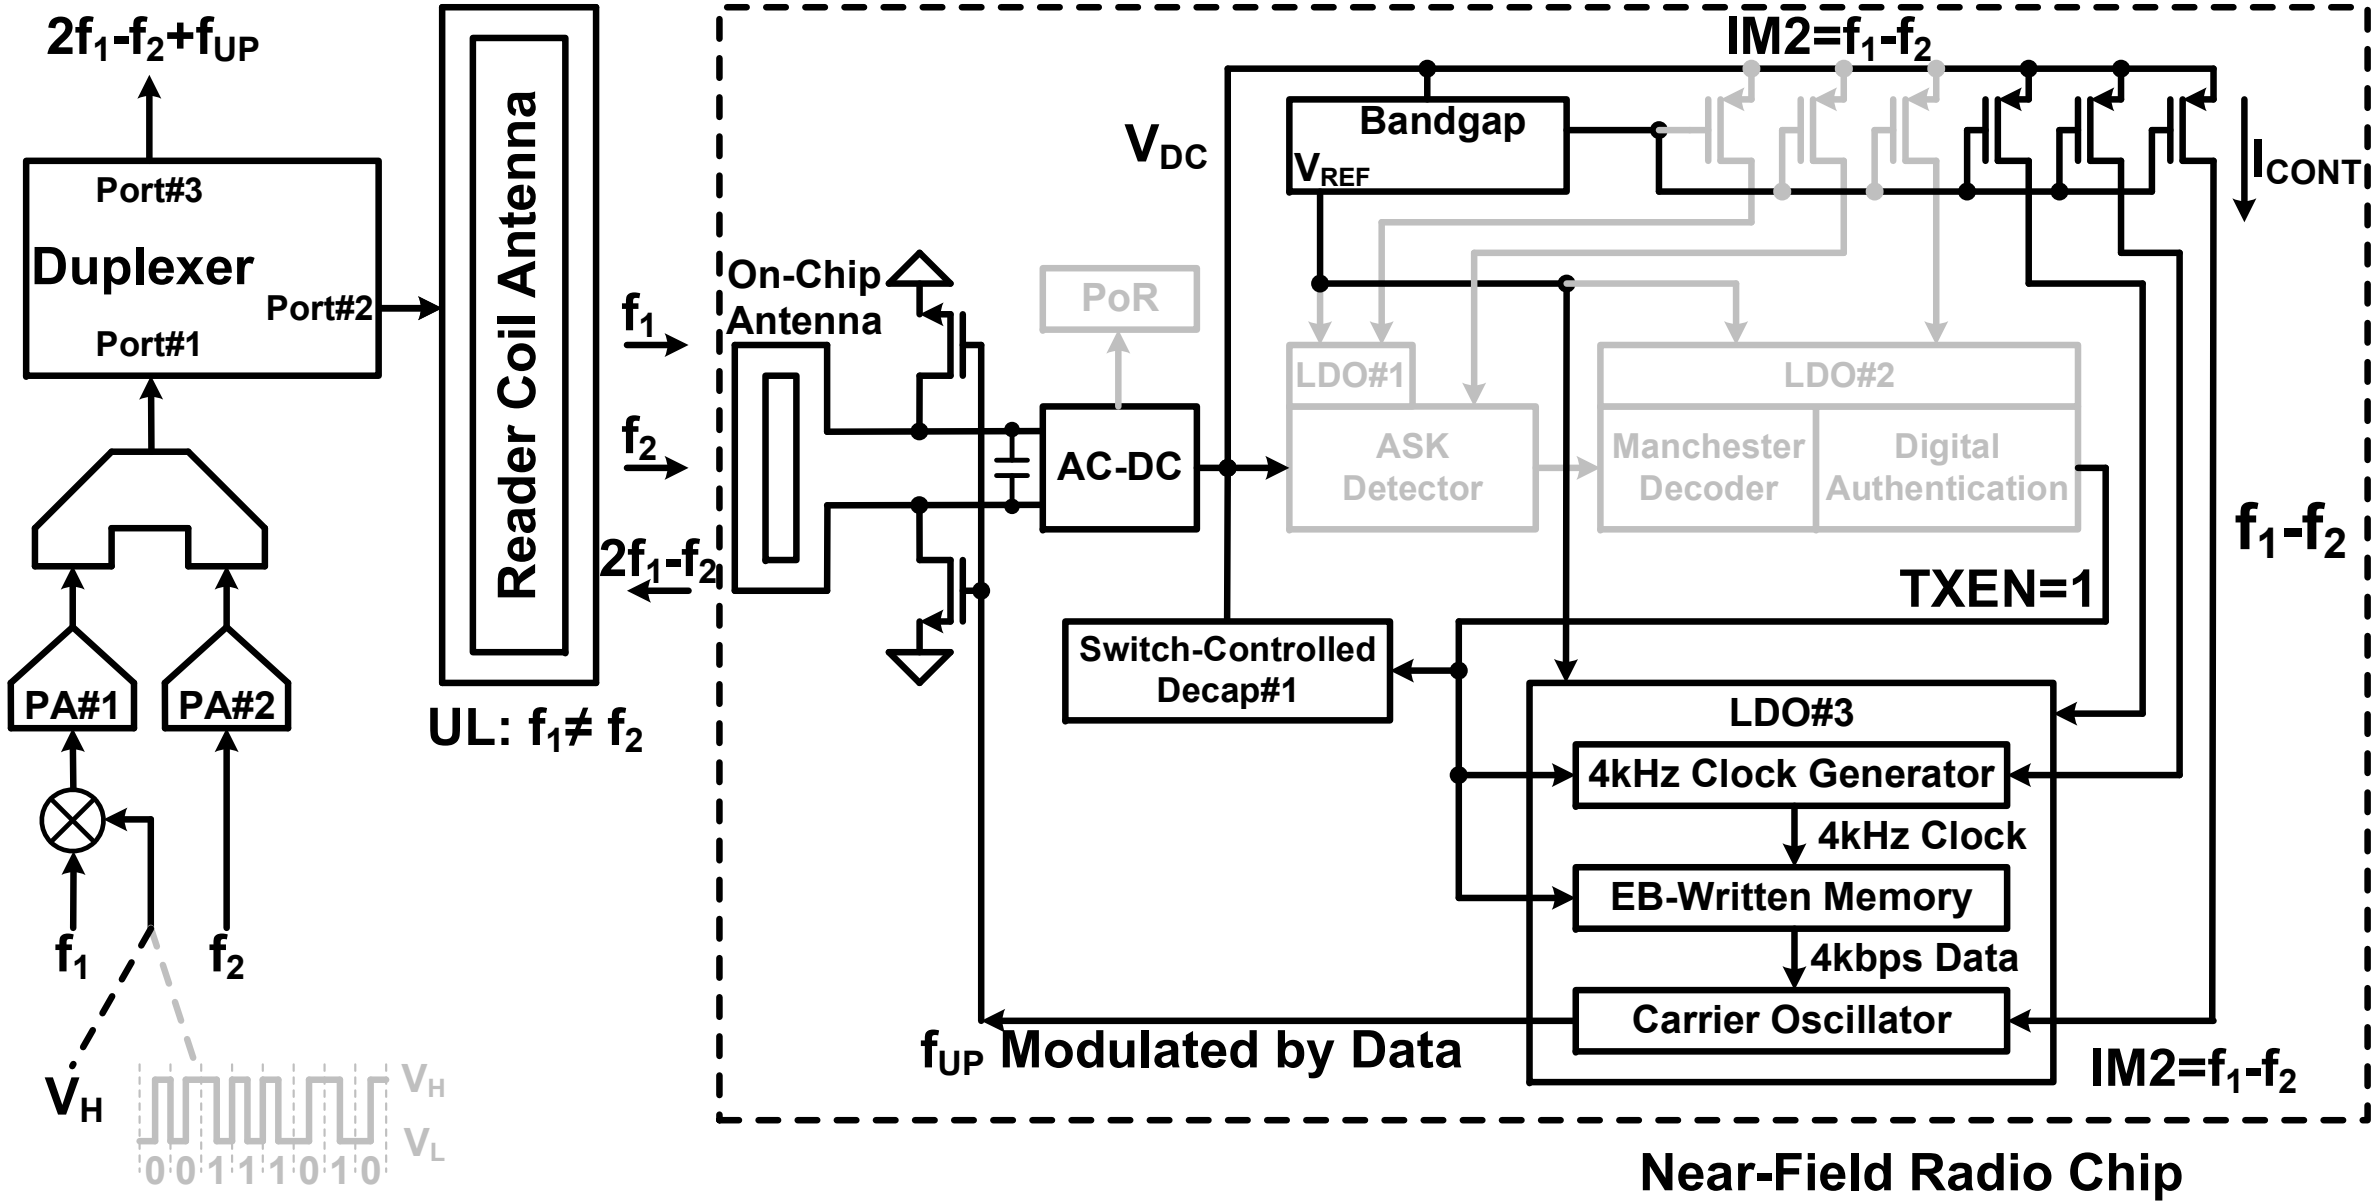 2f₁-f₂+fUP
Port#3
Duplexer
Port#2
Port#1
PA#1
PA#2
f₁
f₂
VH
VH
VL
0 0 1 1 1 0 1 0
Reader Coil Antenna
UL: f₁≠ f₂
f₁
f₂
2f₁-f₂
On-Chip
Antenna
PoR
AC-DC
VDC
IM2=f₁-f₂
Bandgap
VREF
ICONT
LDO#1
ASK
Detector
LDO#2
Manchester
Decoder
Digital
Authentication
f₁-f₂
TXEN=1
Switch-Controlled
Decap#1
LDO#3
4kHz Clock Generator
4kHz Clock
EB-Written Memory
4kbps Data
Carrier Oscillator
fUP Modulated by Data
IM2=f₁-f₂
Near-Field Radio Chip